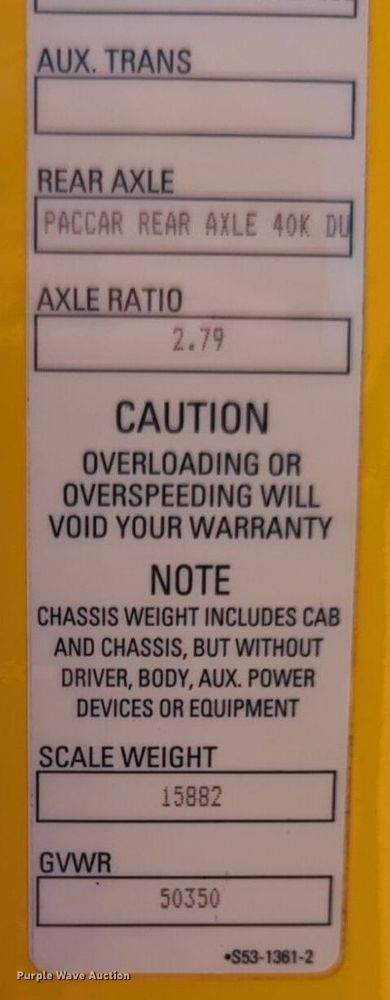 AUX. TRANS
REAR AXLE
PACCAR REAR AXLE 40K DU
AXLE RATIO
2.79
CAUTION
OVERLOADING OR
OVERSPEEDING WILL
VOID YOUR WARRANTY
NOTE
CHASSIS WEIGHT INCLUDES CAB
AND CHASSIS, BUT WITHOUT
DRIVER, BODY, AUX. POWER
DEVICES OR EQUIPMENT
SCALE WEIGHT
15882
GVWR
50350
•S53-1361-2
Purple Wave Auction